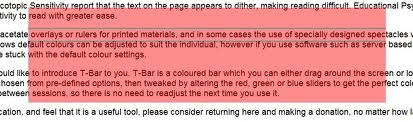 cotopic Sensitivity report that the text on the page appears to dither, making reading difficult. Educational Psy
tivity to read with greater ease.
acetate overlays or rulers for printed materials, and in some cases the use of specially designed spectacles w
ows default colours can be adjusted to suit the individual, however if you use software such as server based
e stuck with the default colour settings.
ould like to introduce T-Bar to you. T-Bar is a coloured bar which you can either drag around the screen or lo
chosen from pre-defined options, then tweaked by altering the red, green or blue sliders to get the perfect colo
between sessions, so there is no need to readjust the next time you use it.
cation, and feel that it is a useful tool, please consider returning here and making a donation, no matter how la